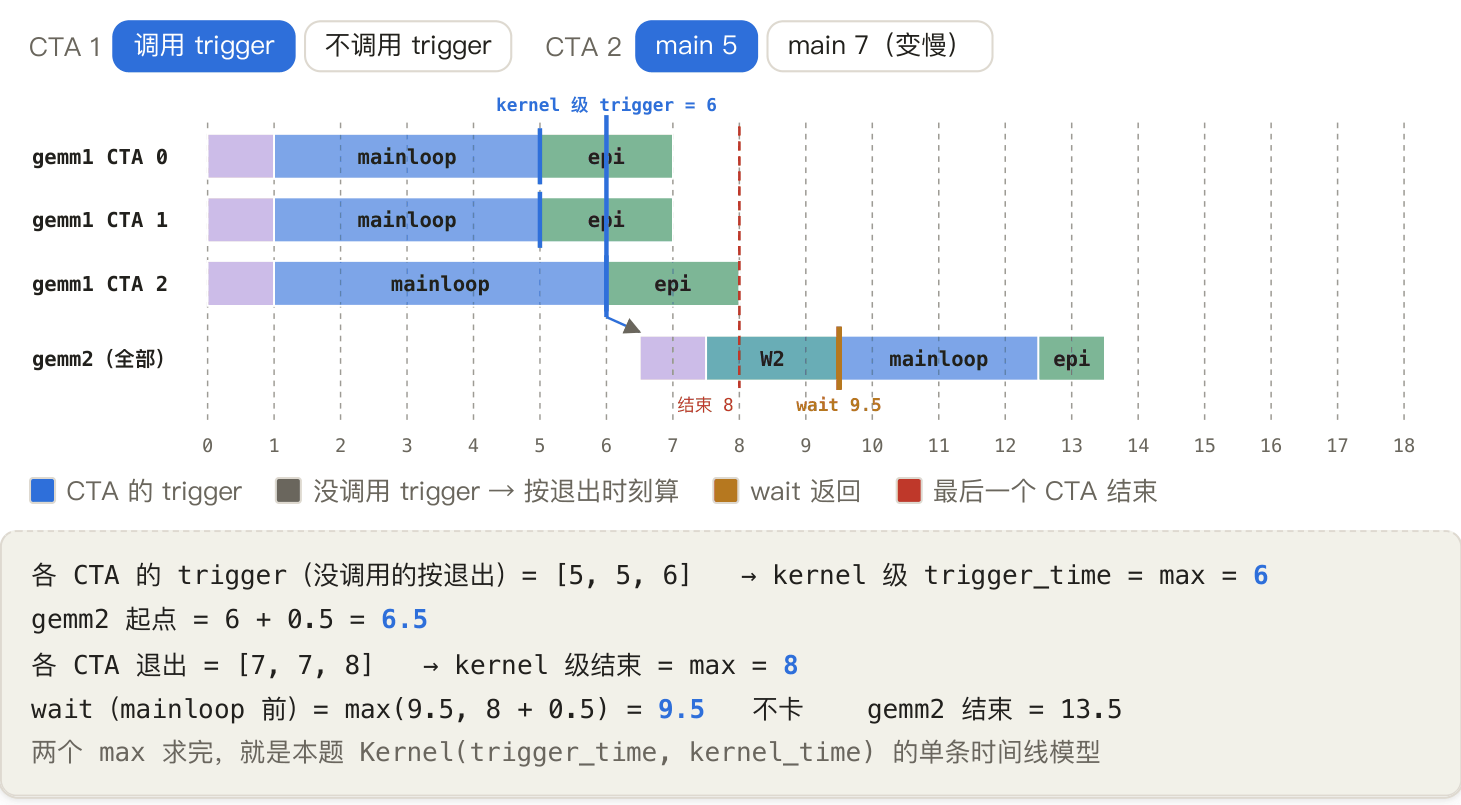 CTA 1 调用 trigger 不调用 trigger CTA 2 main 5 main 7（变慢）
kernel 级 trigger = 6
gemm1 CTA 0 mainloop epi
gemm1 CTA 1 mainloop epi
gemm1 CTA 2 mainloop epi
gemm2（全部） W2 mainloop epi
结束 8 wait 9.5
0 1 2 3 4 5 6 7 8 9 10 11 12 13 14 15 16 17 18
CTA 的 trigger 没调用 trigger → 按退出时刻算 wait 返回 最后一个 CTA 结束
各 CTA 的 trigger（没调用的按退出）= [5, 5, 6] → kernel 级 trigger_time = max = 6
gemm2 起点 = 6 + 0.5 = 6.5
各 CTA 退出 = [7, 7, 8] → kernel 级结束 = max = 8
wait（mainloop 前）= max(9.5, 8 + 0.5) = 9.5 不卡 gemm2 结束 = 13.5
两个 max 求完，就是本题 Kernel(trigger_time, kernel_time) 的单条时间线模型